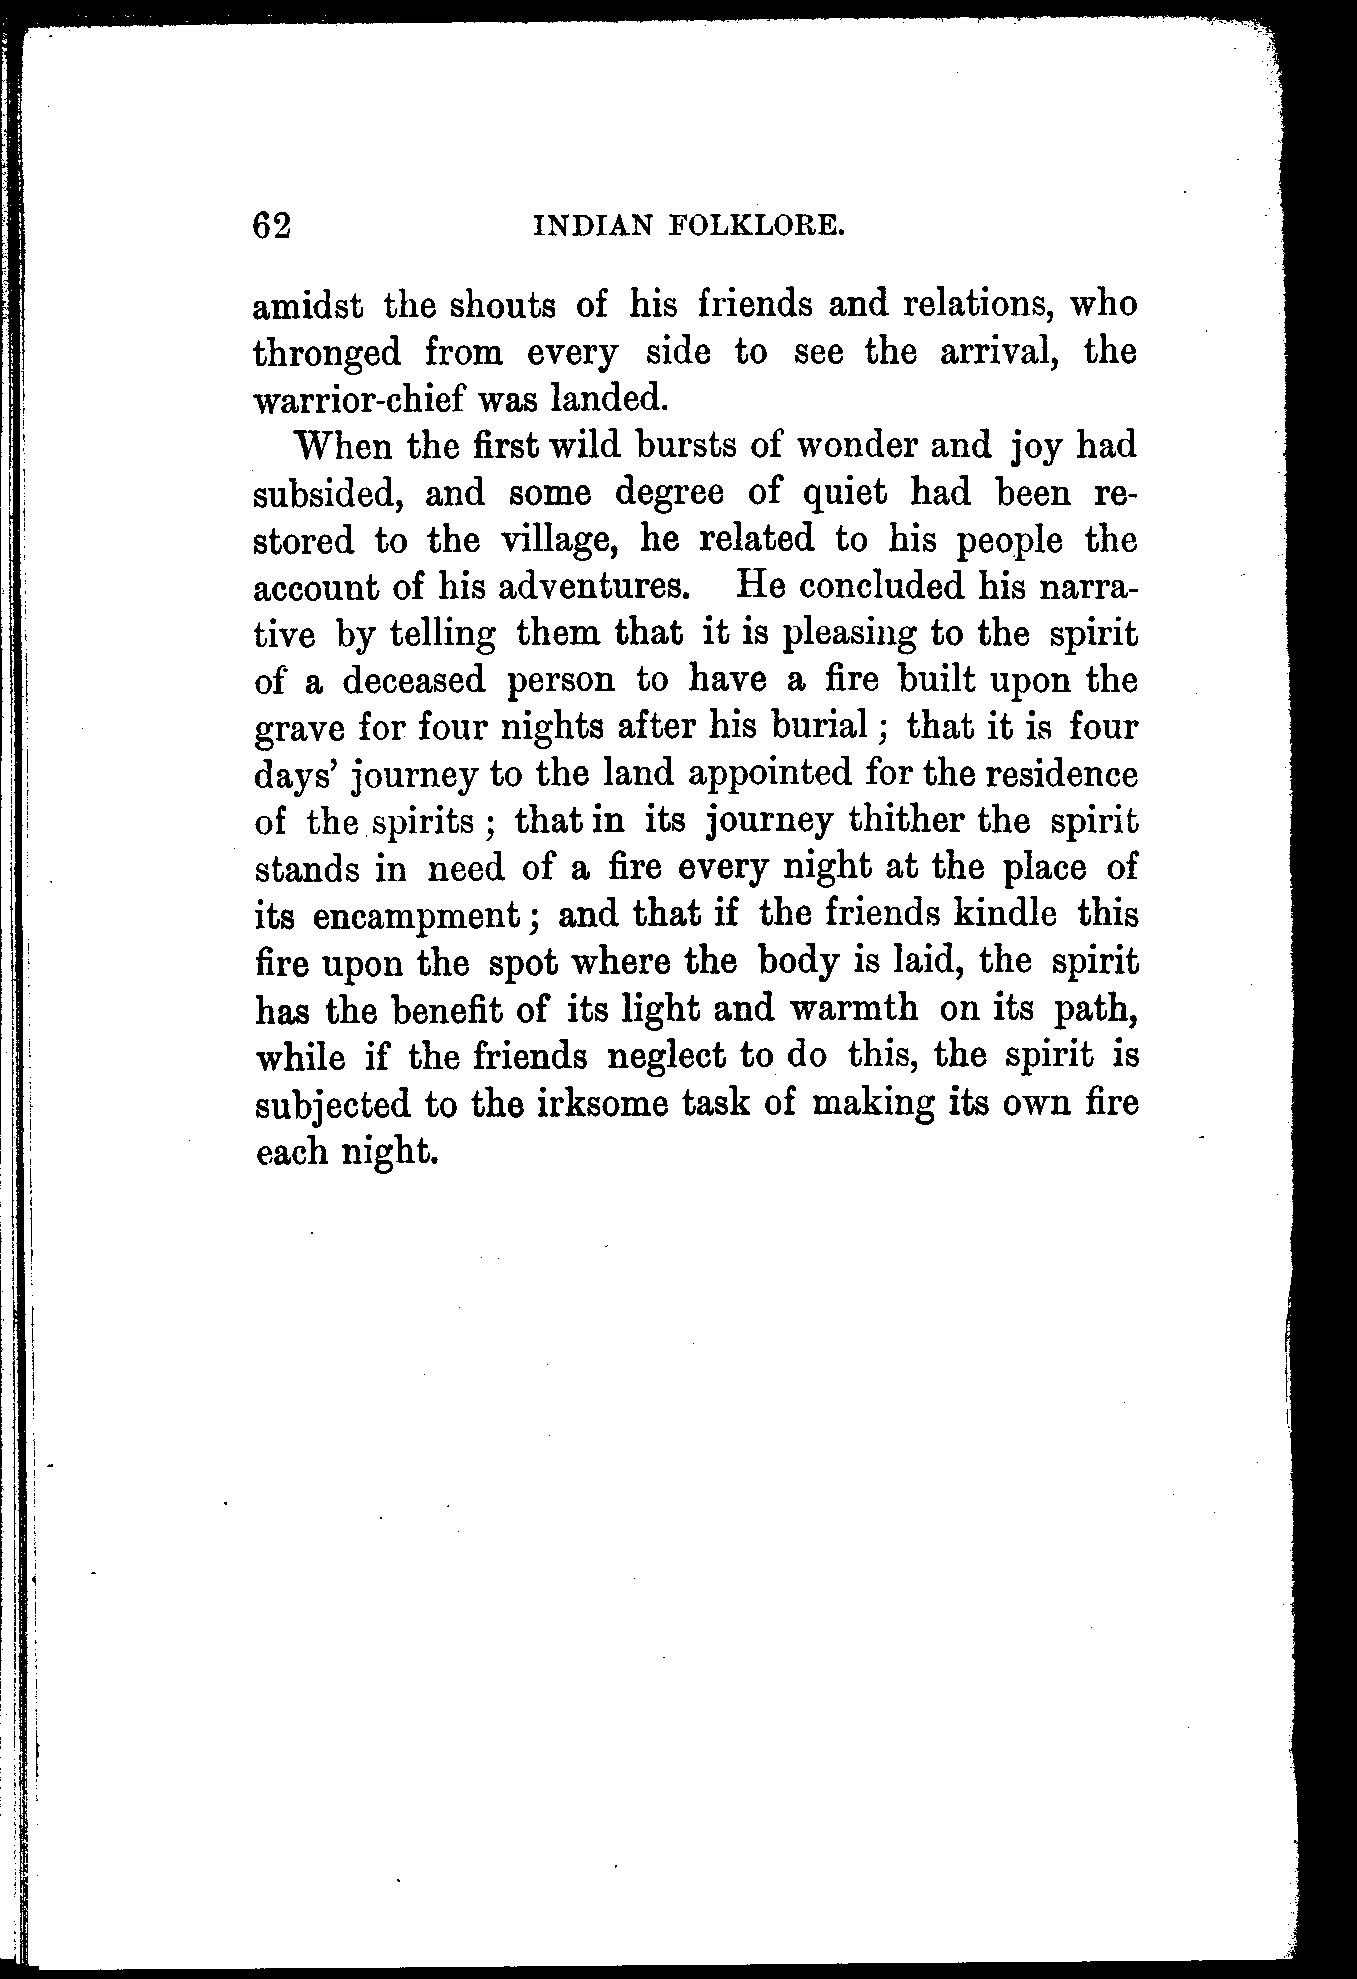 62 INDIAN FOLKLORE.
amidst the shouts of his friends and relations, who
thronged from every side to see the arrival, the
warrior-chief was landed.
When the first wild bursts of wonder and joy had
subsided, and some degree of quiet had been re-
stored to the village, he related to his people the
account of his adventures. He concluded his narra-
tive by telling them that it is pleasing to the spirit
of a deceased person to have a fire built upon the
grave for four nights after his burial; that it is four
days' journey to the land appointed for the residence
of the spirits; that in its journey thither the spirit
stands in need of a fire every night at the place of
its encampment; and that if the friends kindle this
fire upon the spot where the body is laid, the spirit
has the benefit of its light and warmth on its path,
while if the friends neglect to do this, the spirit is
subjected to the irksome task of making its own fire
each night.